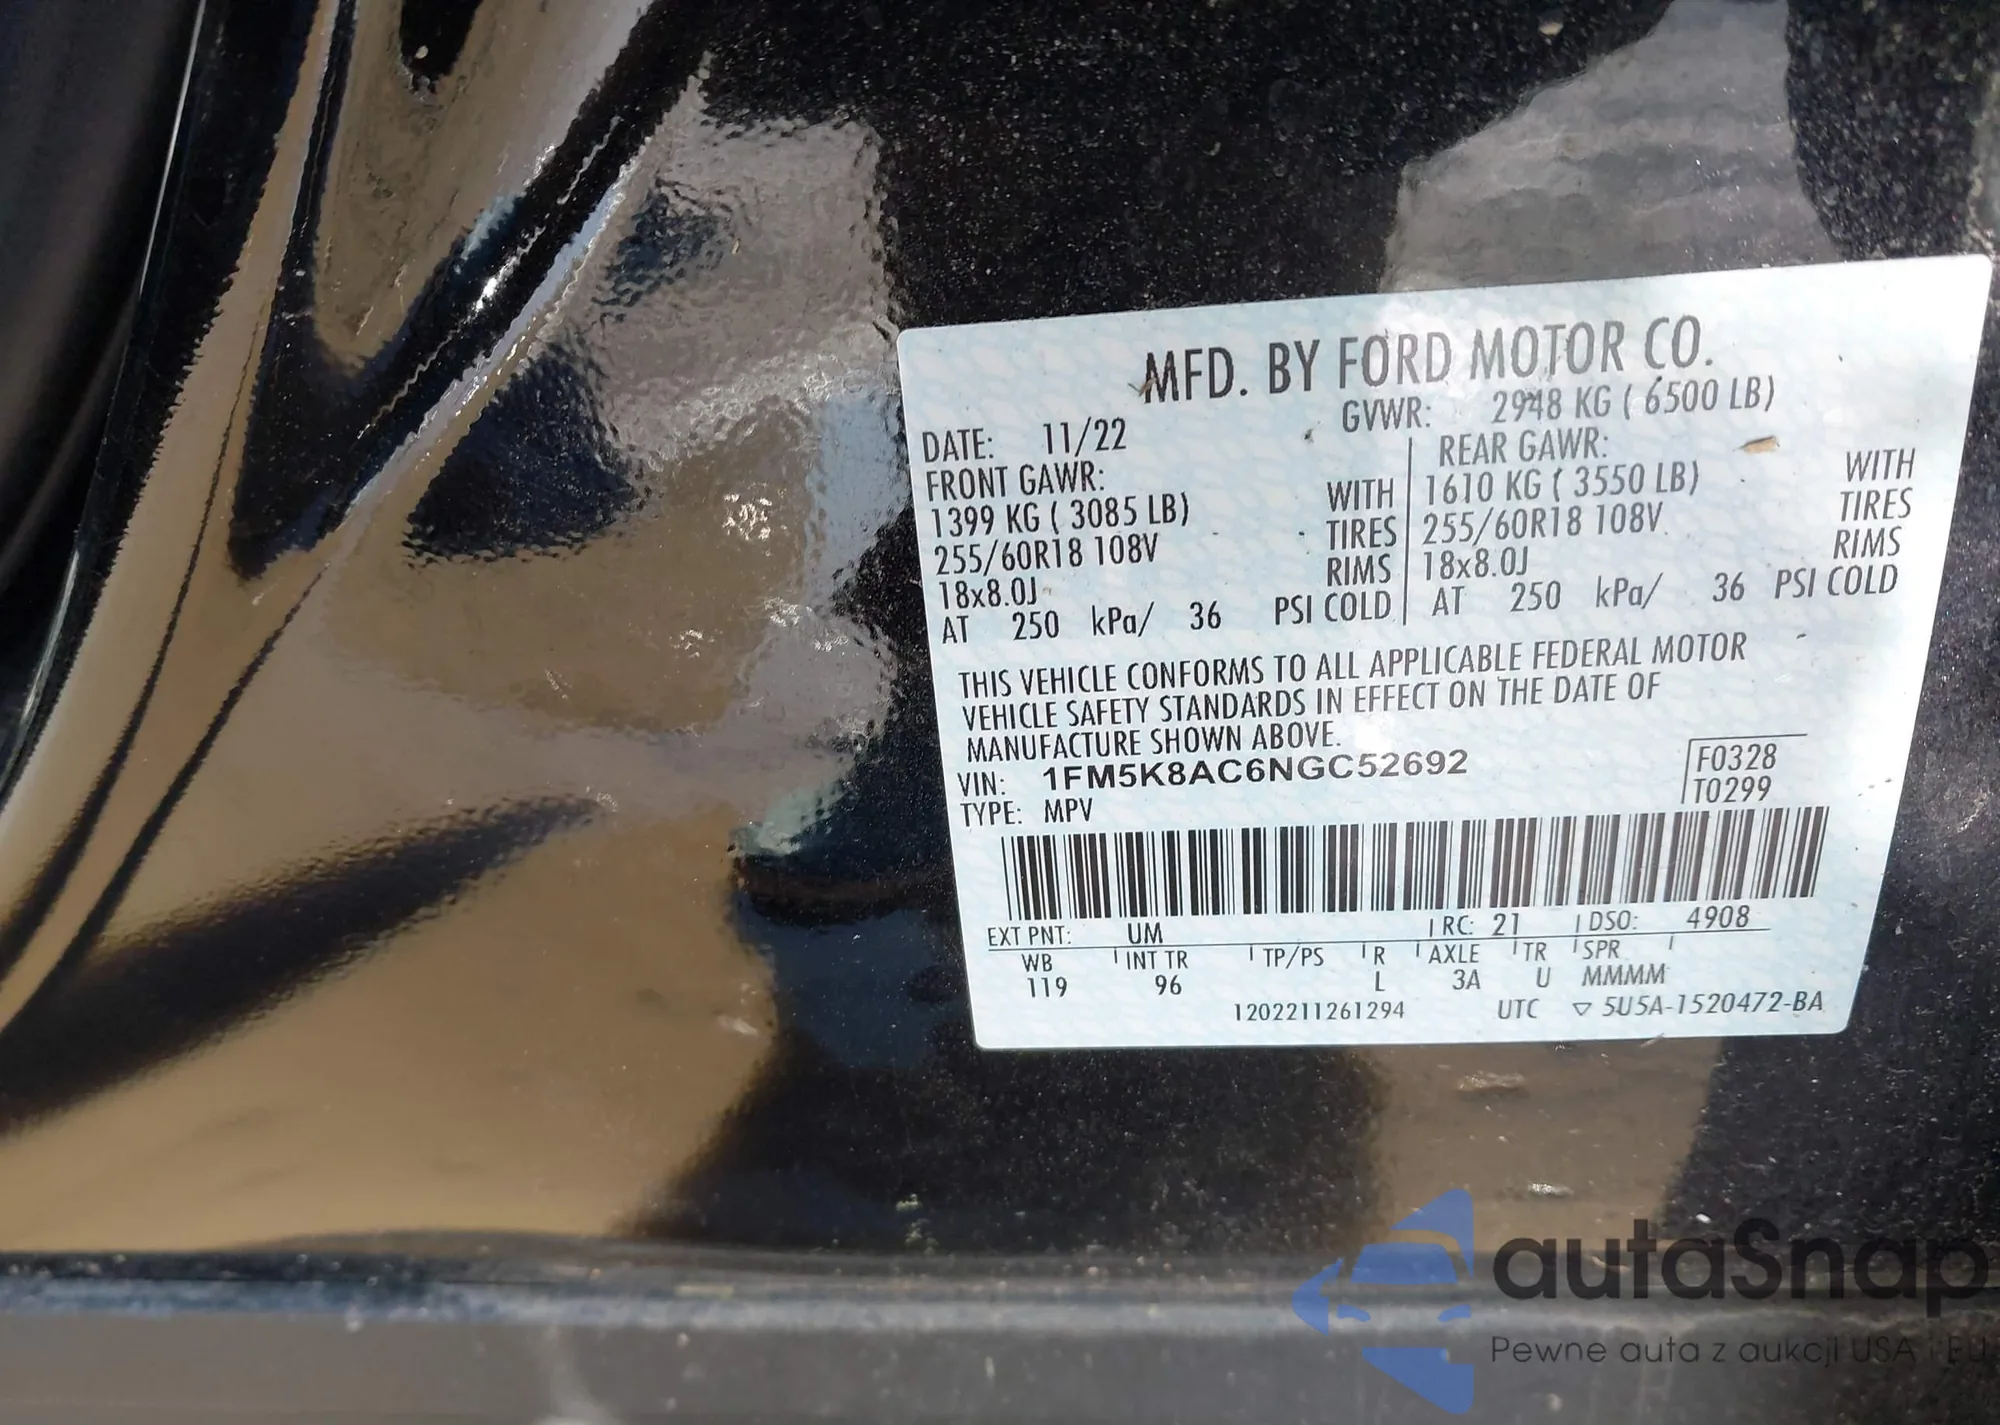 MFD. BY FORD MOTOR CO.
DATE: 11/22 GVWR: 2948 KG ( 6500 LB)
FRONT GAWR: REAR GAWR:
1399 KG ( 3085 LB) WITH 1610 KG ( 3550 LB) WITH
255/60R18 108V TIRES 255/60R18 108V TIRES
18x8.0J RIMS 18x8.0J RIMS
AT 250 kPa/ 36 PSI COLD AT 250 kPa/ 36 PSI COLD
THIS VEHICLE CONFORMS TO ALL APPLICABLE FEDERAL MOTOR
VEHICLE SAFETY STANDARDS IN EFFECT ON THE DATE OF
MANUFACTURE SHOWN ABOVE.
VIN: 1FM5K8AC6NGC52692 F0328
TYPE: MPV T0299
EXT PNT: UM RC: 21 DSO: 4908
WB INT TR TP/PS R AXLE TR SPR
119 96 L 3A U MMMM
1202211261294 UTC ▽ 5U5A-1520472-BA
autaSnap
Pewne auta z aukcji USA i EU